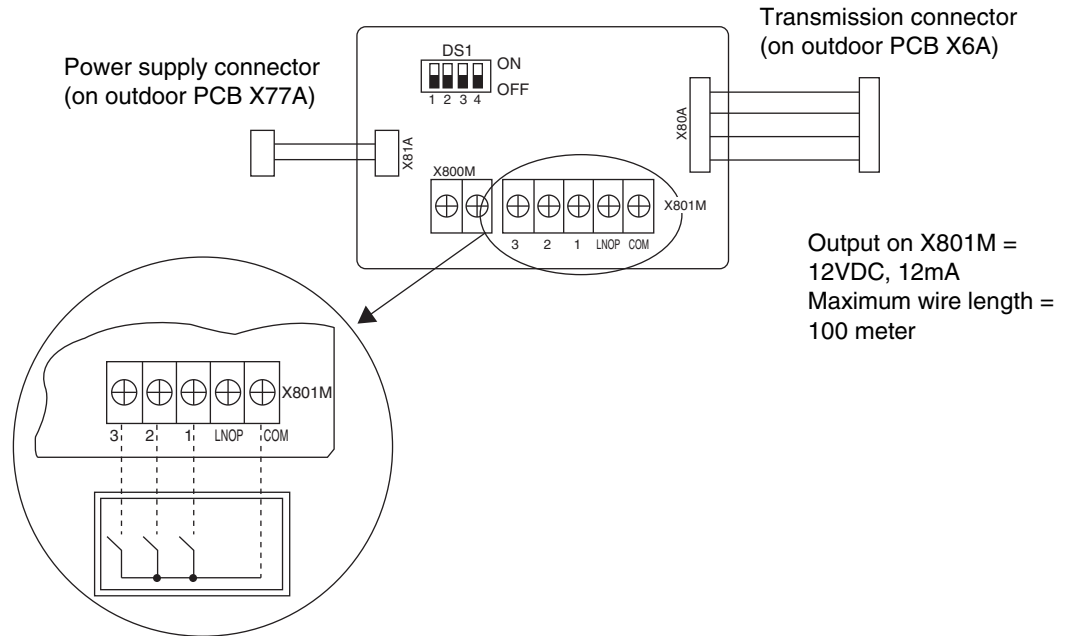 Transmission connector
(on outdoor PCB X6A)
Power supply connector
(on outdoor PCB X77A)
DS1
ON
OFF
1 2 3 4
X81A
X80A
X800M
X801M
3 2 1 LNOP COM
Output on X801M =
12VDC, 12mA
Maximum wire length =
100 meter
X801M
3 2 1 LNOP COM